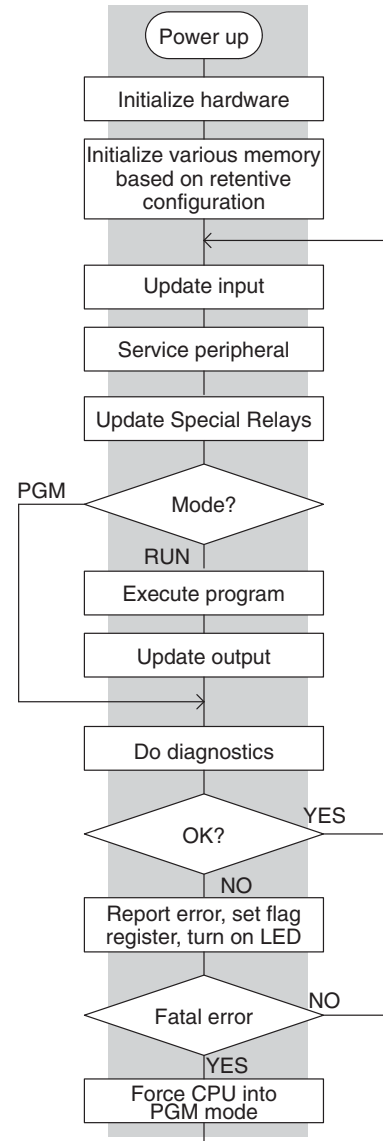 Power up
Initialize hardware
Initialize various memory
based on retentive
configuration
Update input
Service peripheral
Update Special Relays
PGM
Mode?
RUN
Execute program
Update output
Do diagnostics
YES
OK?
NO
Report error, set flag
register, turn on LED
NO
Fatal error
YES
Force CPU into
PGM mode